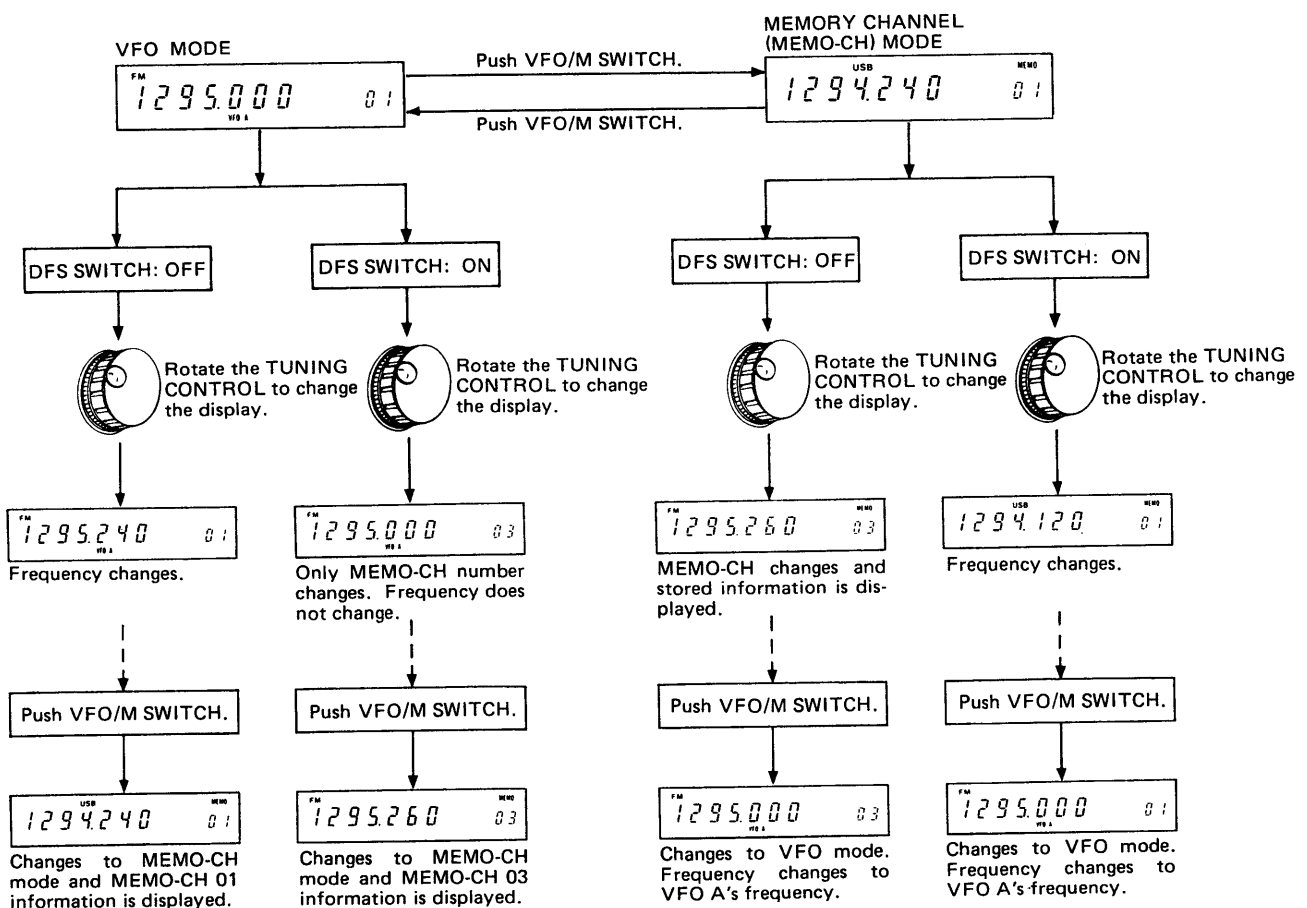 VFO MODE
FM
1295.000 01
VFO A
Push VFO/M SWITCH.
Push VFO/M SWITCH.
MEMORY CHANNEL
(MEMO-CH) MODE
USB MEMO
1294.240 01
DFS SWITCH: OFF
DFS SWITCH: ON
DFS SWITCH: OFF
DFS SWITCH: ON
Rotate the TUNING
CONTROL to change
the display.
Rotate the TUNING
CONTROL to change
the display.
Rotate the TUNING
CONTROL to change
the display.
Rotate the TUNING
CONTROL to change
the display.
FM
1295.240 01
VFO A
Frequency changes.
FM
1295.000 03
VFO A
Only MEMO-CH number
changes. Frequency does
not change.
FM MEMO
1295.260 03
MEMO-CH changes and
stored information is dis-
played.
USB MEMO
1294.120 01
Frequency changes.
Push VFO/M SWITCH.
Push VFO/M SWITCH.
Push VFO/M SWITCH.
Push VFO/M SWITCH.
USB MEMO
1294.240 01
Changes to MEMO-CH
mode and MEMO-CH 01
information is displayed.
FM MEMO
1295.260 03
Changes to MEMO-CH
mode and MEMO-CH 03
information is displayed.
FM
1295.000 03
VFO A
Changes to VFO mode.
Frequency changes to
VFO A's frequency.
FM
1295.000 01
VFO A
Changes to VFO mode.
Frequency changes to
VFO A's frequency.